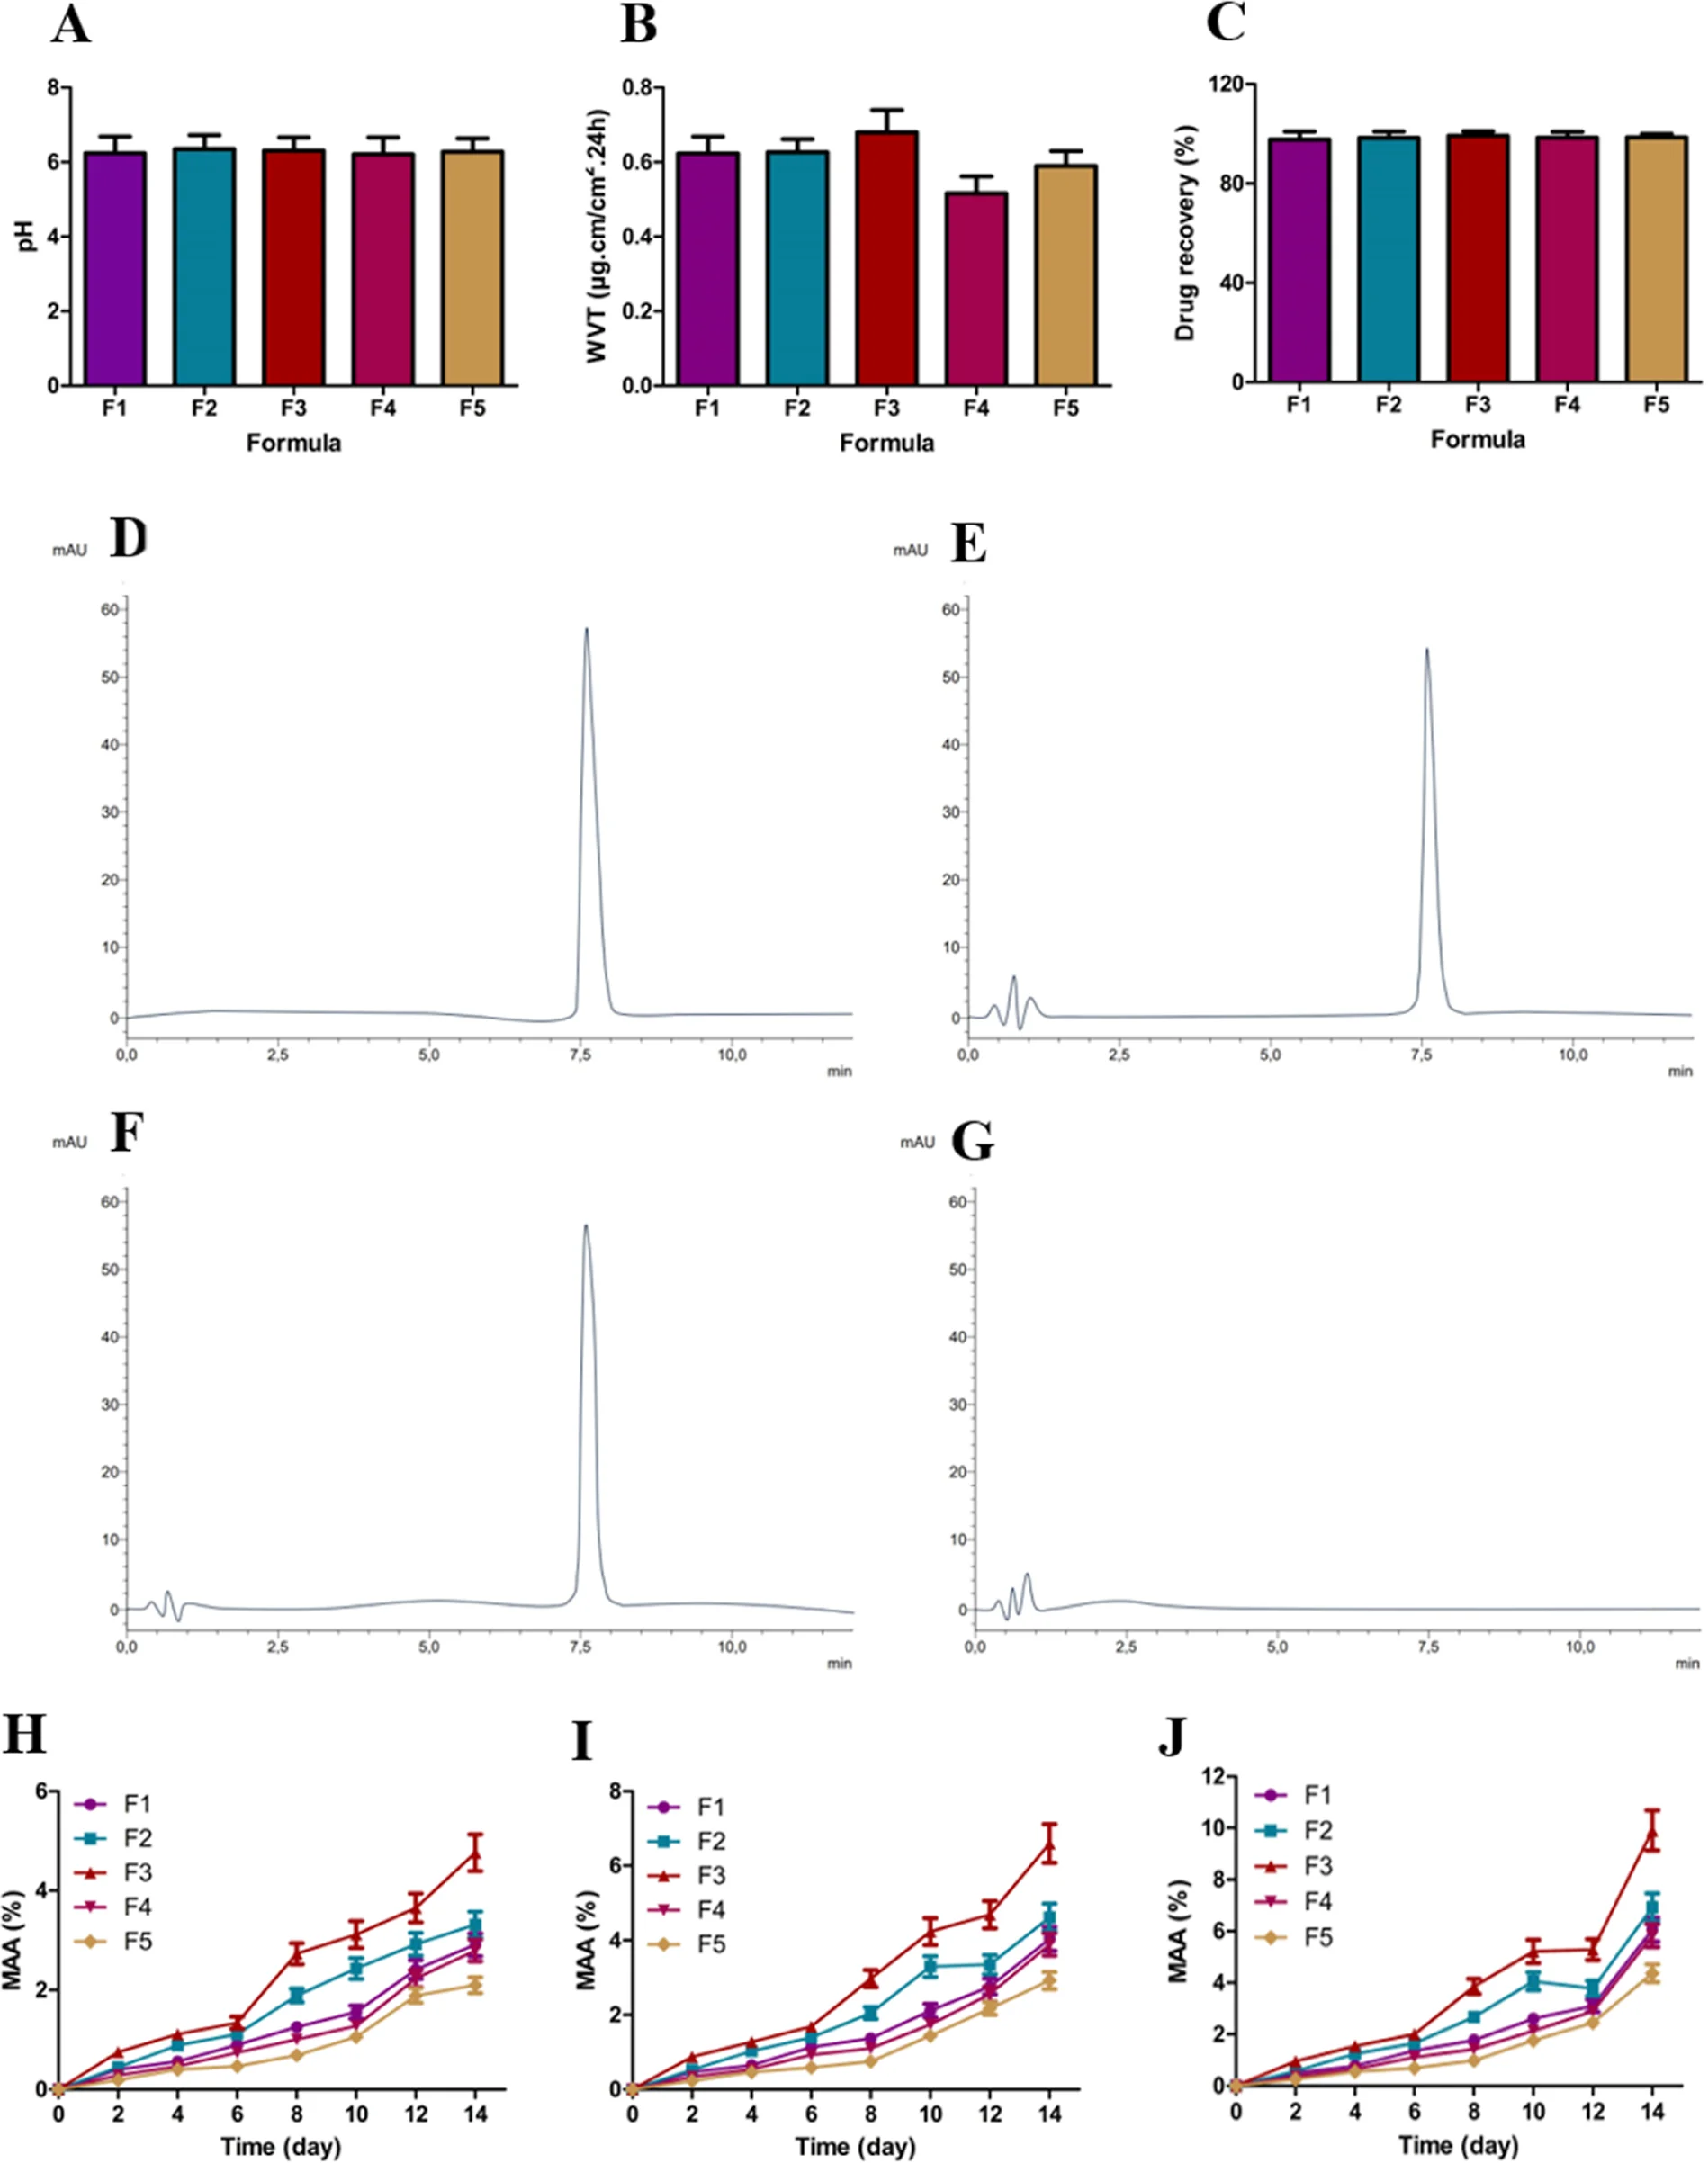 A
8
6
4
2
0
pH
F1 F2 F3 F4 F5
Formula
B
0.8
0.6
0.4
0.2
0.0
WVT (µg.cm/cm².24h)
F1 F2 F3 F4 F5
Formula
C
120
80
40
0
Drug recovery (%)
F1 F2 F3 F4 F5
Formula
mAU D
60
50
40
30
20
10
0
0,0 2,5 5,0 7,5 10,0
min
mAU E
60
50
40
30
20
10
0
0,0 2,5 5,0 7,5 10,0
min
mAU F
60
50
40
30
20
10
0
0,0 2,5 5,0 7,5 10,0
min
mAU G
60
50
40
30
20
10
0
0,0 2,5 5,0 7,5 10,0
min
H
6
4
2
0
MAA (%)
F1
F2
F3
F4
F5
0 2 4 6 8 10 12 14
Time (day)
I
8
6
4
2
0
MAA (%)
F1
F2
F3
F4
F5
0 2 4 6 8 10 12 14
Time (day)
J
12
10
8
6
4
2
0
MAA (%)
F1
F2
F3
F4
F5
0 2 4 6 8 10 12 14
Time (day)